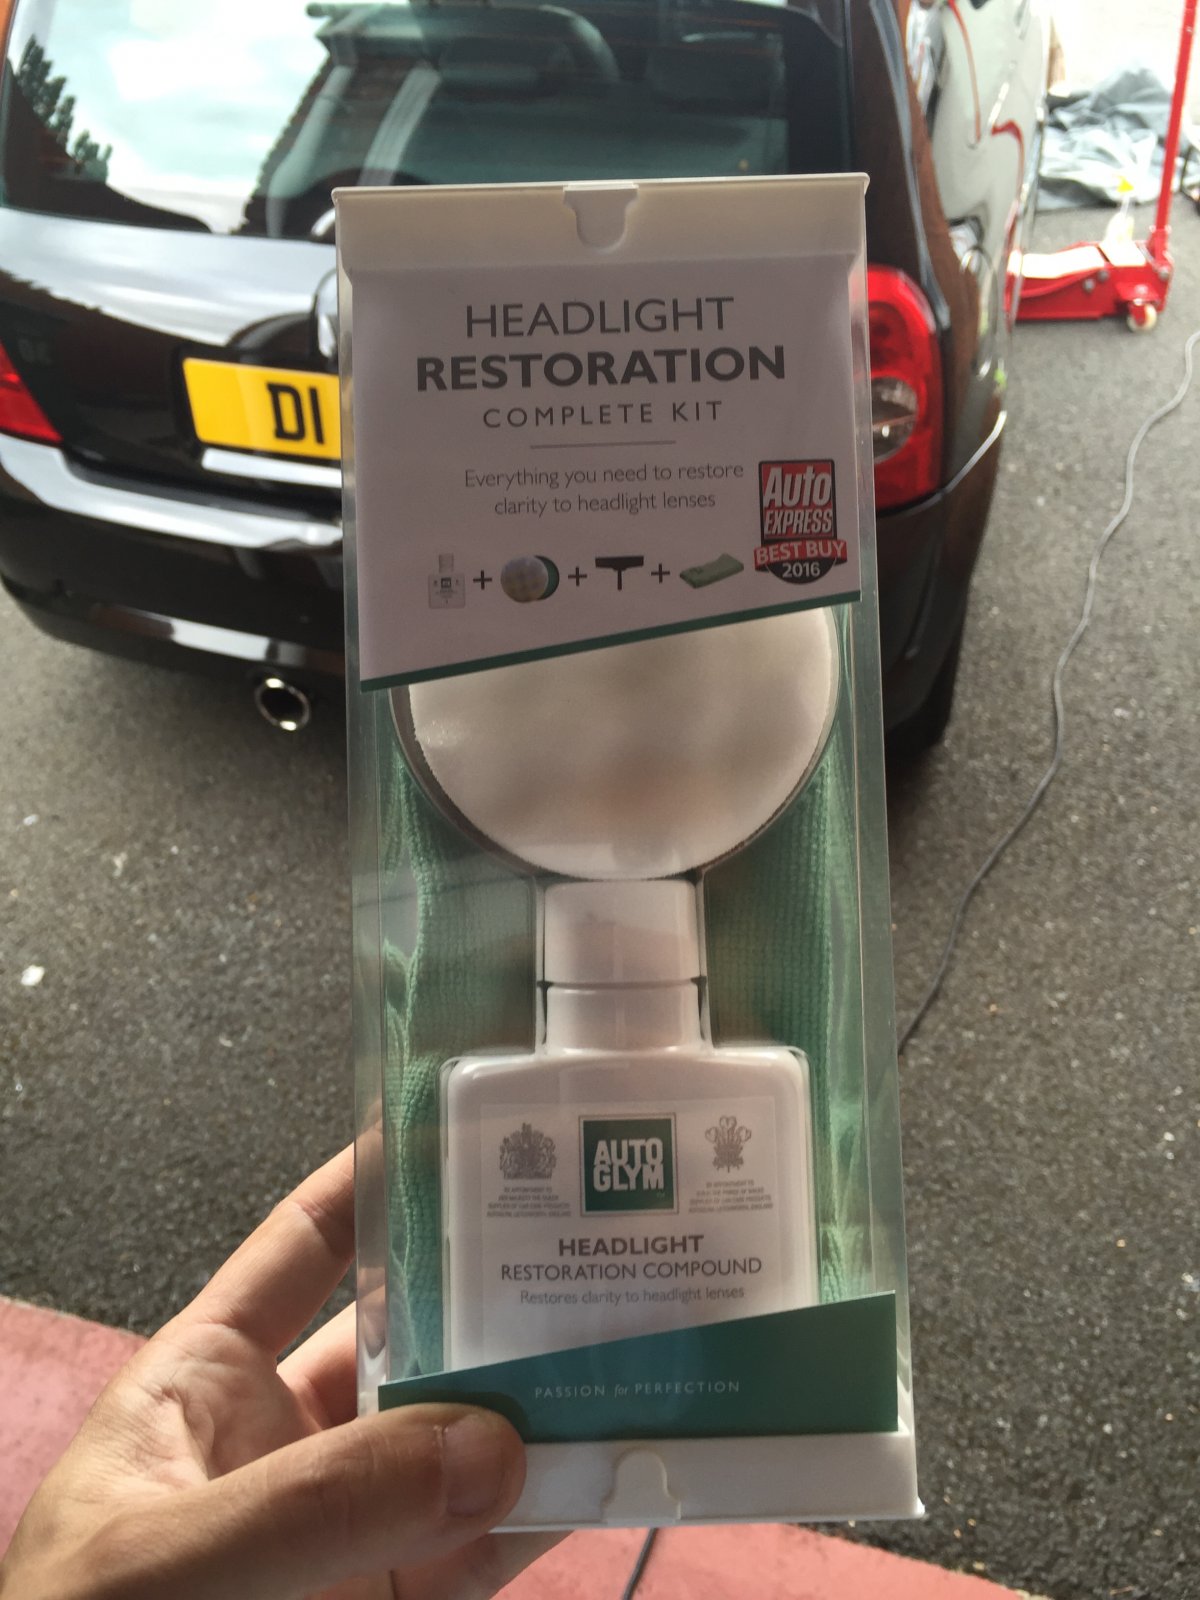 HEADLIGHT
RESTORATION
COMPLETE KIT
Everything you need to restore
clarity to headlight lenses
Auto
EXPRESS
BEST BUY
2016
+ + +
DI
AUTO
GLYM
HEADLIGHT
RESTORATION COMPOUND
Restores clarity to headlight lenses
PASSION for PERFECTION